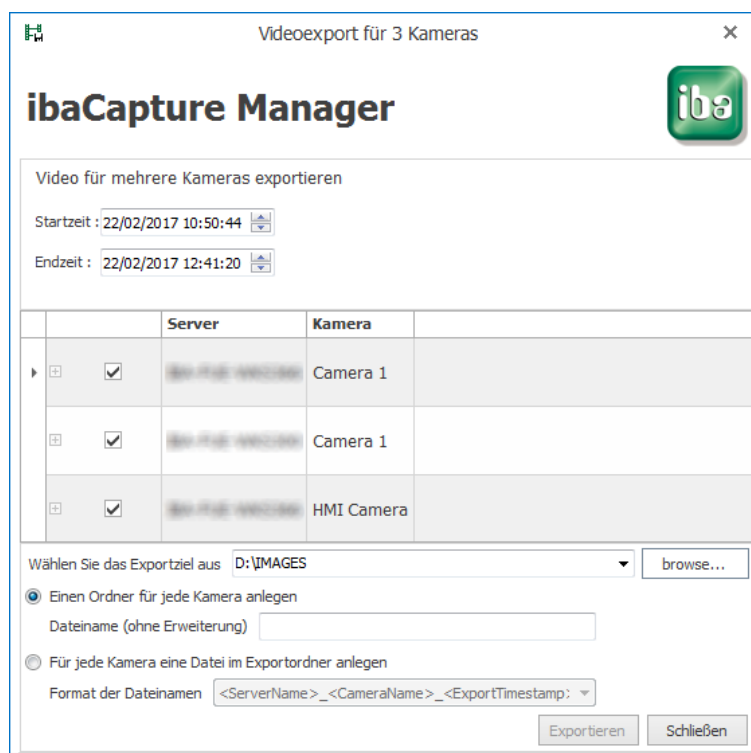 Videoexport für 3 Kameras
ibaCapture Manager
iba
Video für mehrere Kameras exportieren
Startzeit : 22/02/2017 10:50:44
Endzeit : 22/02/2017 12:41:20
Server Kamera
Camera 1
Camera 1
HMI Camera
Wählen Sie das Exportziel aus D:\IMAGES browse...
Einen Ordner für jede Kamera anlegen
Dateiname (ohne Erweiterung)
Für jede Kamera eine Datei im Exportordner anlegen
Format der Dateinamen <ServerName>_<CameraName>_<ExportTimestamp>
Exportieren Schließen